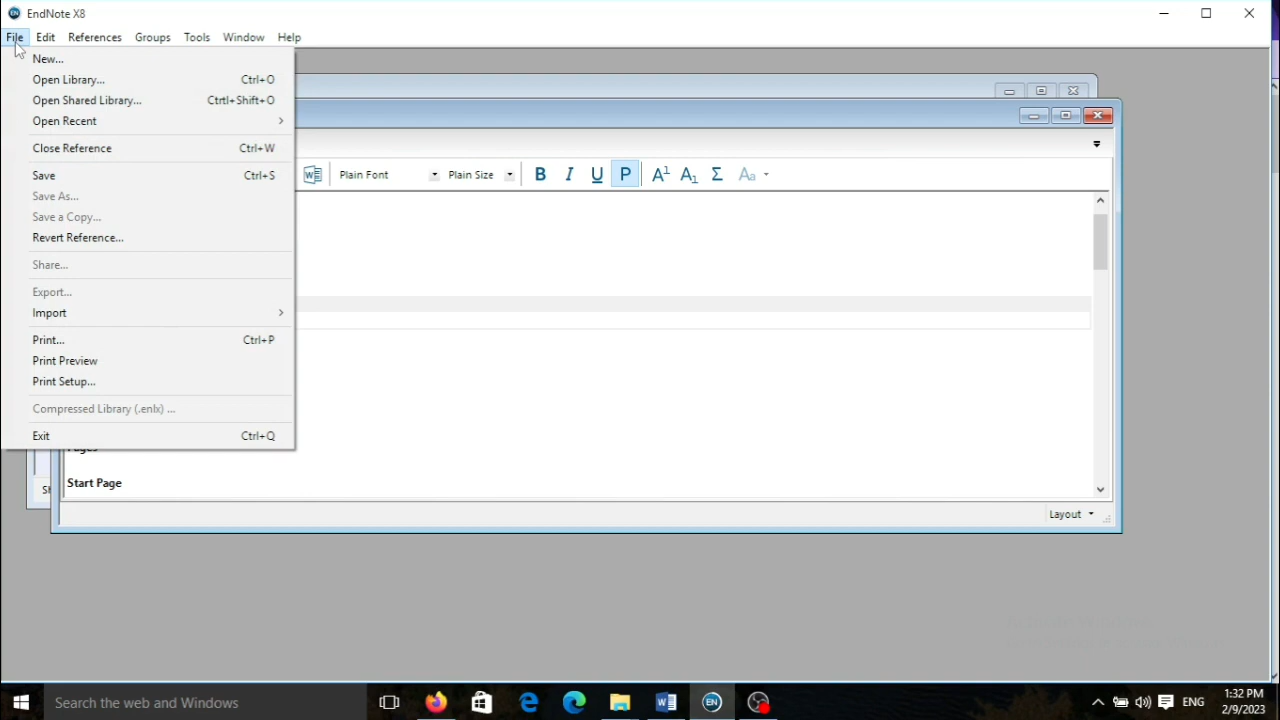 EndNote X8
File Edit References Groups Tools Window Help
New...
Open Library... Ctrl+O
Open Shared Library... Ctrtl+Shift+O
Open Recent
Close Reference Ctrl+W
Save Ctrl+S
Save As...
Save a Copy...
Revert Reference...
Share...
Export...
Import
Print... Ctrl+P
Print Preview
Print Setup...
Compressed Library (.enlx) ...
Exit Ctrl+Q
Plain Font Plain Size B I U P A1 A1 Σ Aa
Pages
Start Page
Layout
Search the web and Windows
EN
ENG
1:32 PM
2/9/2023